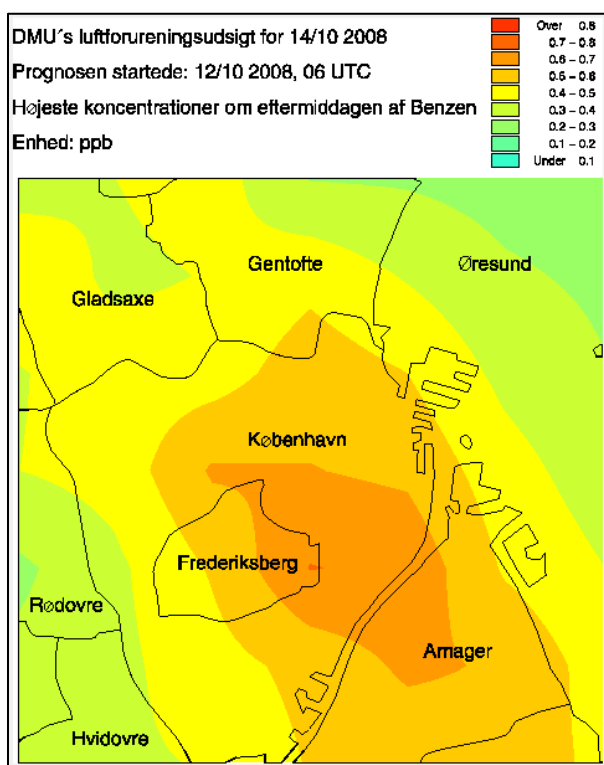 DMU´s luftforureningsudsigt for 14/10 2008
Prognosen startede: 12/10 2008, 06 UTC
Højeste koncentrationer om eftermiddagen af Benzen
Enhed: ppb
Over 0.8
0.7 – 0.8
0.6 – 0.7
0.5 – 0.6
0.4 – 0.5
0.3 – 0.4
0.2 – 0.3
0.1 – 0.2
Under 0.1
Gentofte
Øresund
Gladsaxe
København
Frederiksberg
Rødovre
Amager
Hvidovre